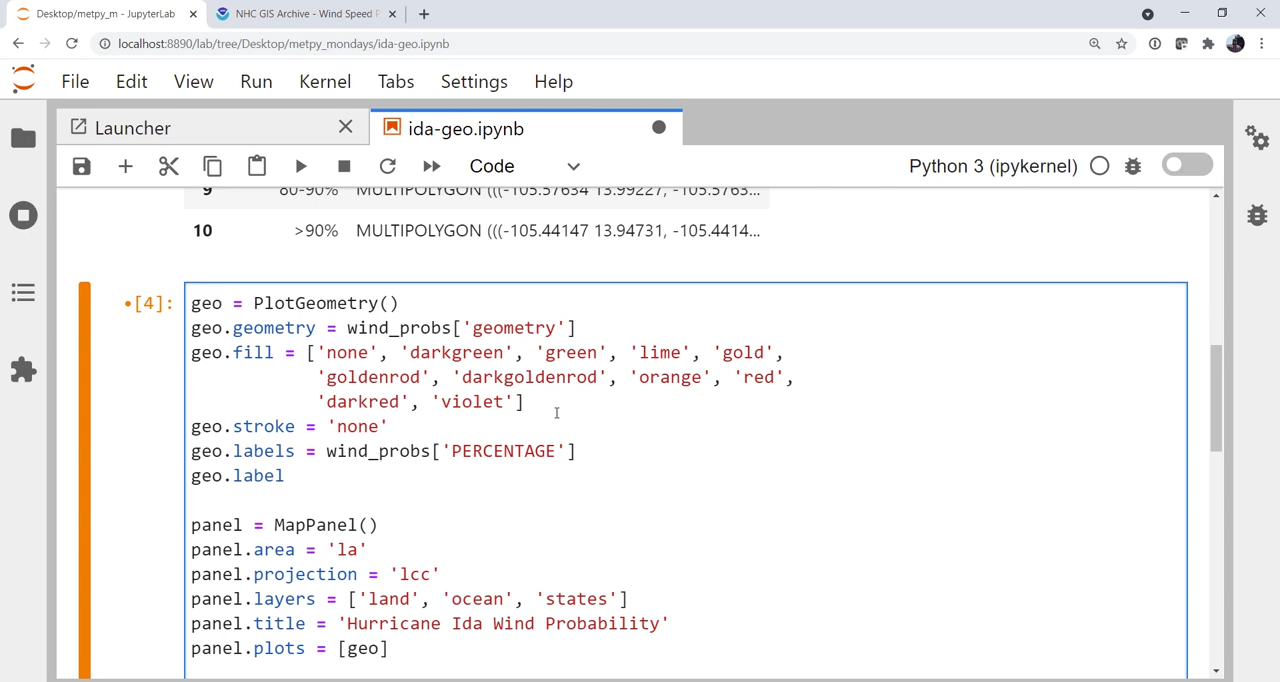 Desktop/metpy_m - JupyterLab
NHC GIS Archive - Wind Speed P
localhost:8890/lab/tree/Desktop/metpy_mondays/ida-geo.ipynb
File Edit View Run Kernel Tabs Settings Help
Launcher
ida-geo.ipynb
Code
Python 3 (ipykernel)
9 80-90% MULTIPOLYGON (((-105.57634 13.99227, -105.5763...
10 >90% MULTIPOLYGON (((-105.44147 13.94731, -105.4414...
[4]:
geo = PlotGeometry()
geo.geometry = wind_probs['geometry']
geo.fill = ['none', 'darkgreen', 'green', 'lime', 'gold',
'goldenrod', 'darkgoldenrod', 'orange', 'red',
'darkred', 'violet']
geo.stroke = 'none'
geo.labels = wind_probs['PERCENTAGE']
geo.label
panel = MapPanel()
panel.area = 'la'
panel.projection = 'lcc'
panel.layers = ['land', 'ocean', 'states']
panel.title = 'Hurricane Ida Wind Probability'
panel.plots = [geo]